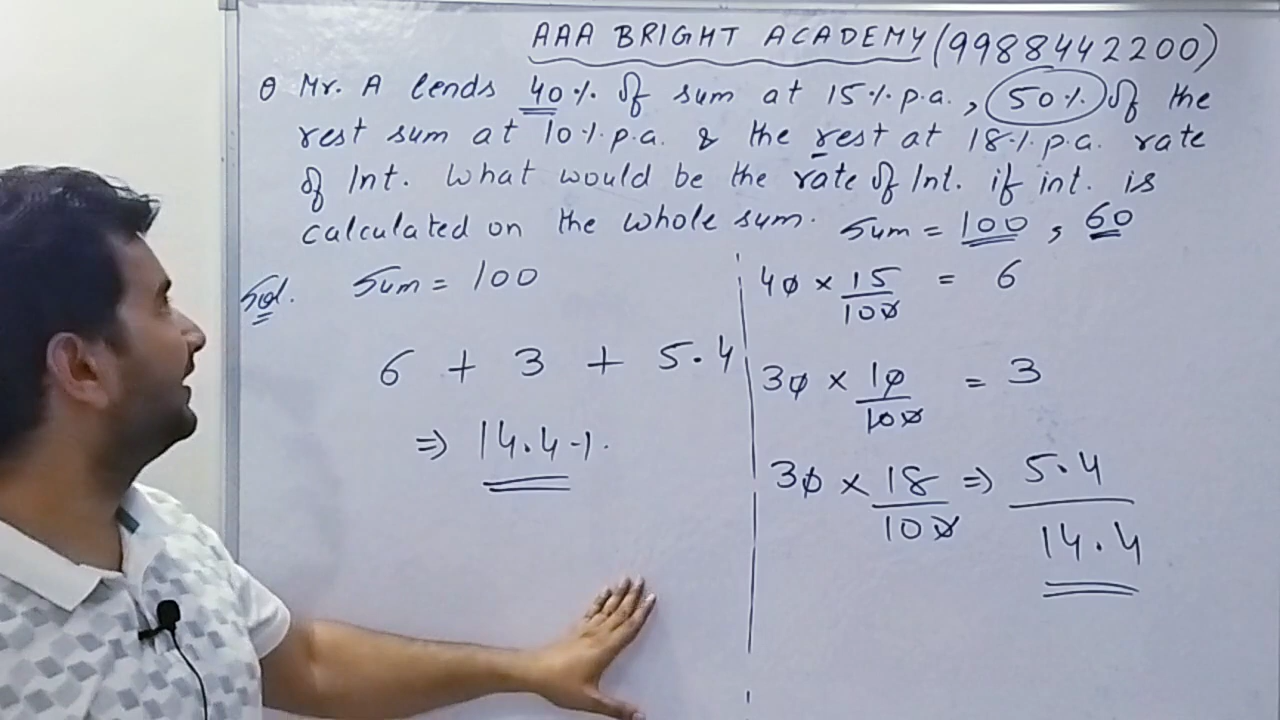 AAA BRIGHT ACADEMY (9988442200)
Q Mr. A lends 40% of sum at 15% p.a., 50% of the
rest sum at 10% p.a. & the rest at 18% p.a. rate
of Int. What would be the rate of Int. if int. is
calculated on the whole sum. Sum = 100, 60
Sol. Sum = 100
6 + 3 + 5.4
⇒ 14.4%
40 × 15/100 = 6
30 × 10/100 = 3
30 × 18/100 ⇒ 5.4
14.4